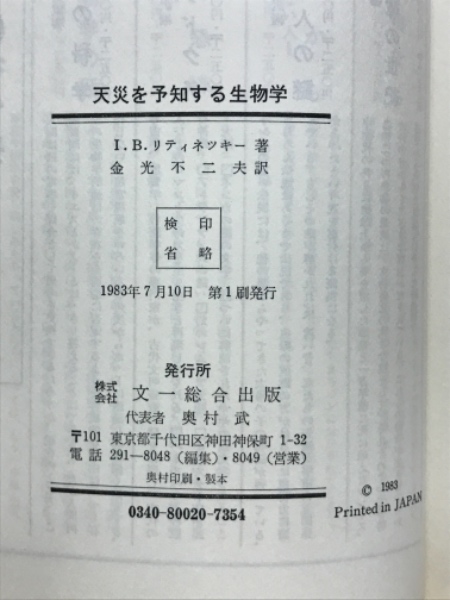 天災を予知する生物学
I.B.リティネツキー 著
金光不二夫訳
検印
省略
1983年7月10日 第1刷発行
発行所
株式会社 文一総合出版
代表者 奥村 武
〒101 東京都千代田区神田神保町 1-32
電話 291―8048(編集)・8049(営業)
奥村印刷・製本
0340-80020-7354
© 1983
Printed in JAPAN